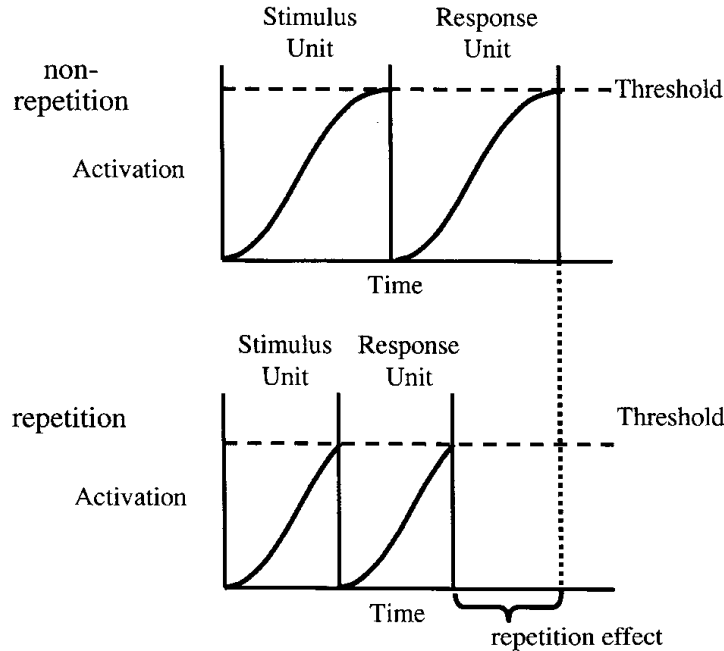 Stimulus
Unit
Response
Unit
non-
repetition
Threshold
Activation
Time
Stimulus
Unit
Response
Unit
repetition
Threshold
Activation
Time
repetition effect